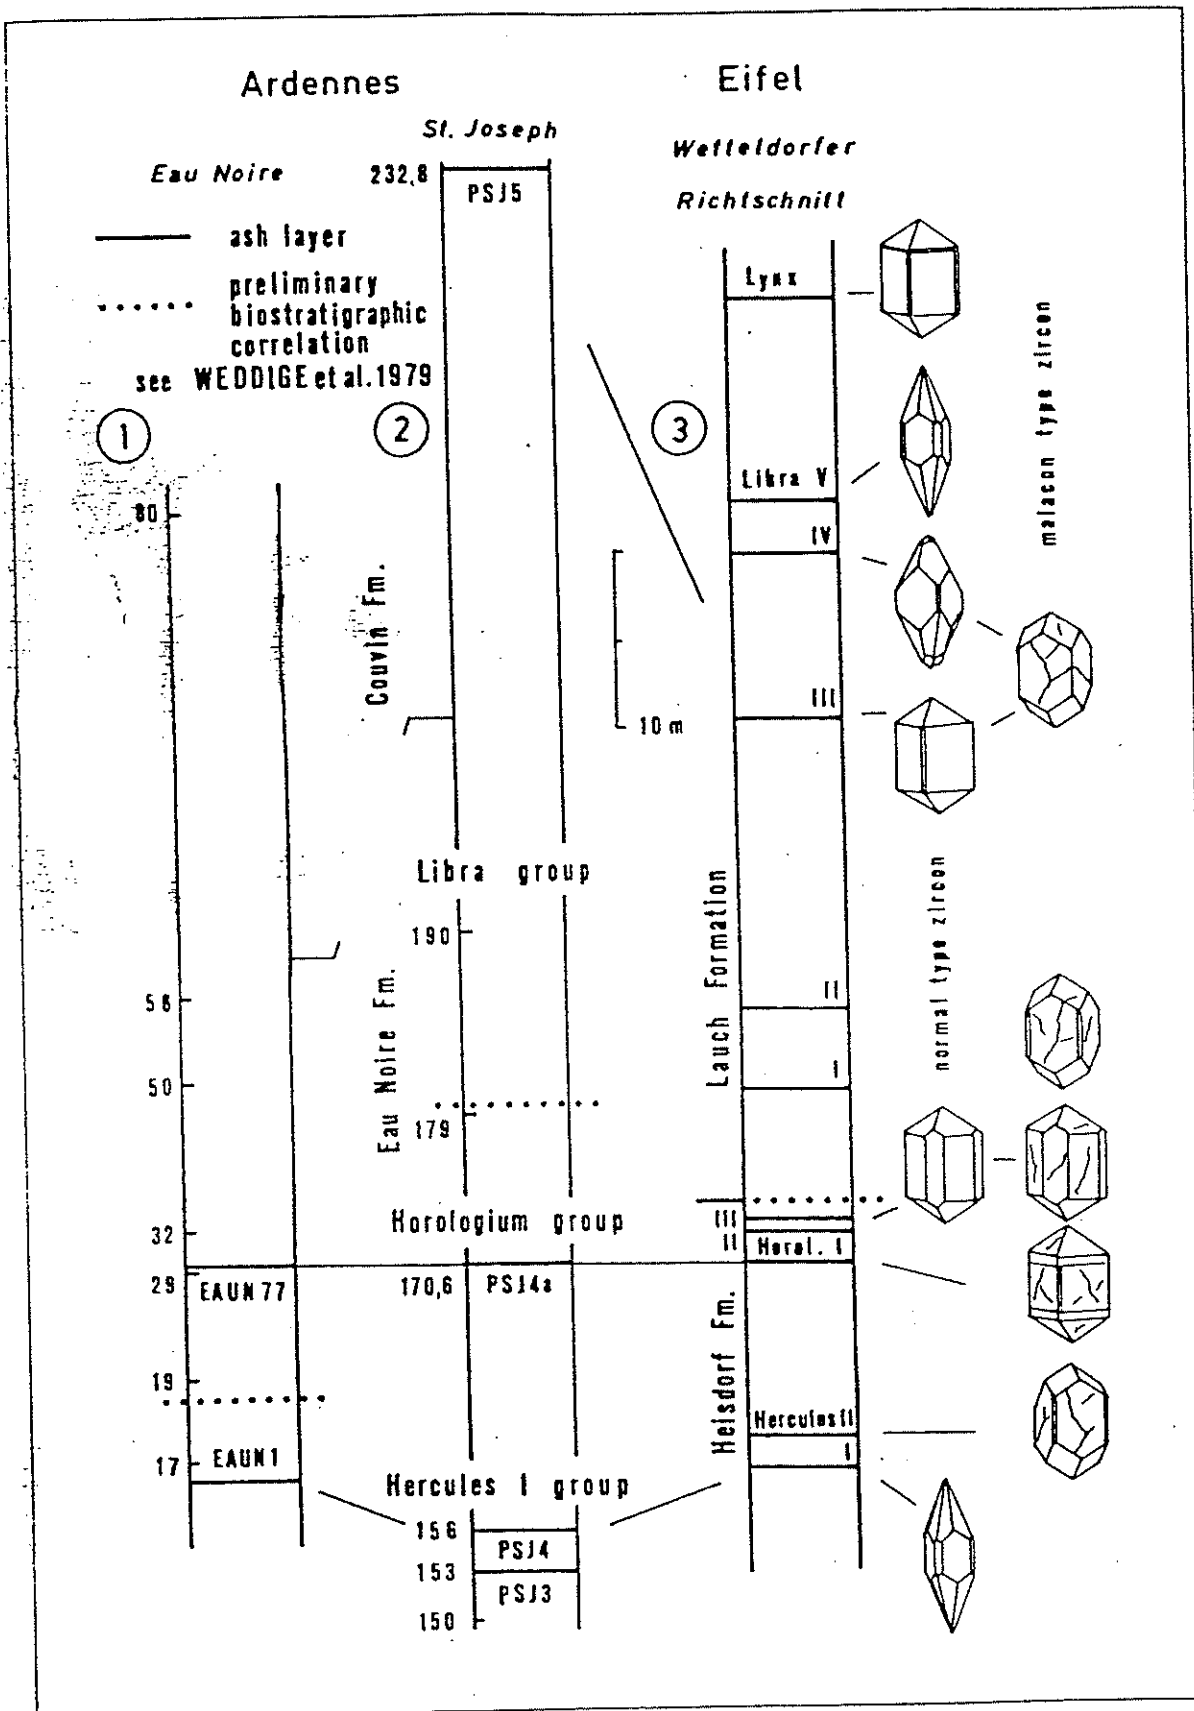 Ardennes
Eifel
St. Joseph
Eau Noire
Wetteldorfer
Richtschnitt
232,8
PSJ5
ash layer
preliminary
biostratigraphic
correlation
see WEDDIGE et al. 1979
Lynx
1
2
3
malacon type zircon
Libra V
IV
80
Couvin Fm.
III
10 m
Libra group
190
Lauch Formation
normal type zircon
58
II
Eau Noire Fm.
50
I
179
Horologium group
III
32
II
Horol. I
29
EAUN 77
170,6
PSJ4a
Heisdorf Fm.
19
Hercules II
17
EAUN 1
I
Hercules I group
156
PSJ4
153
PSJ3
150